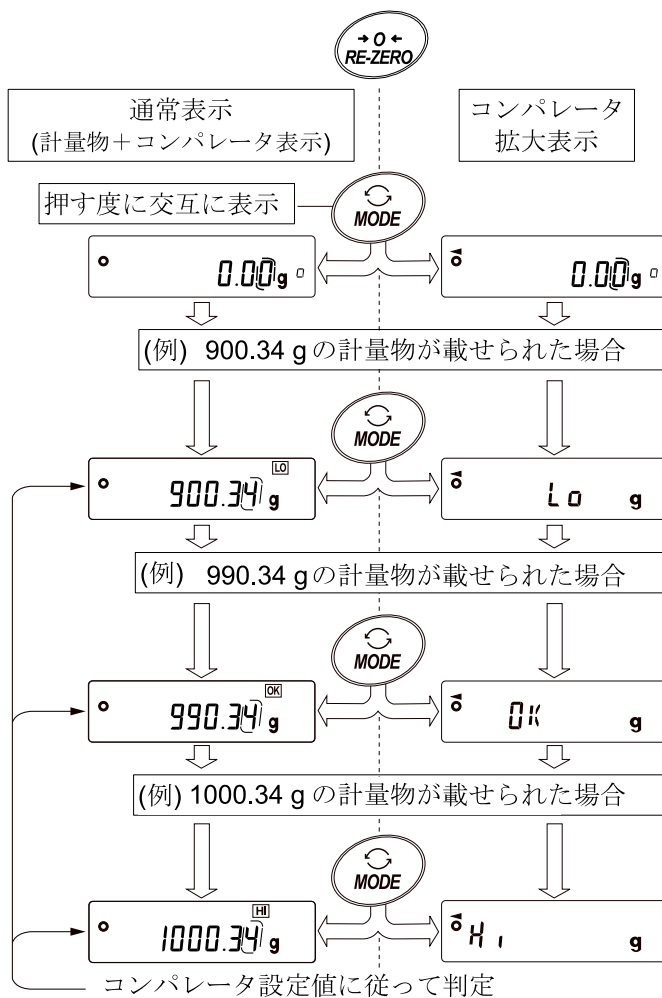 →0←
RE-ZERO
通常表示
(計量物＋コンパレータ表示)
コンパレータ
拡大表示
押す度に交互に表示
MODE
0.00 g
0.00 g
(例) 900.34 g の計量物が載せられた場合
MODE
LO
900.34 g
Lo g
(例) 990.34 g の計量物が載せられた場合
MODE
OK
990.34 g
OK g
(例) 1000.34 g の計量物が載せられた場合
MODE
HI
1000.34 g
Hi g
コンパレータ設定値に従って判定